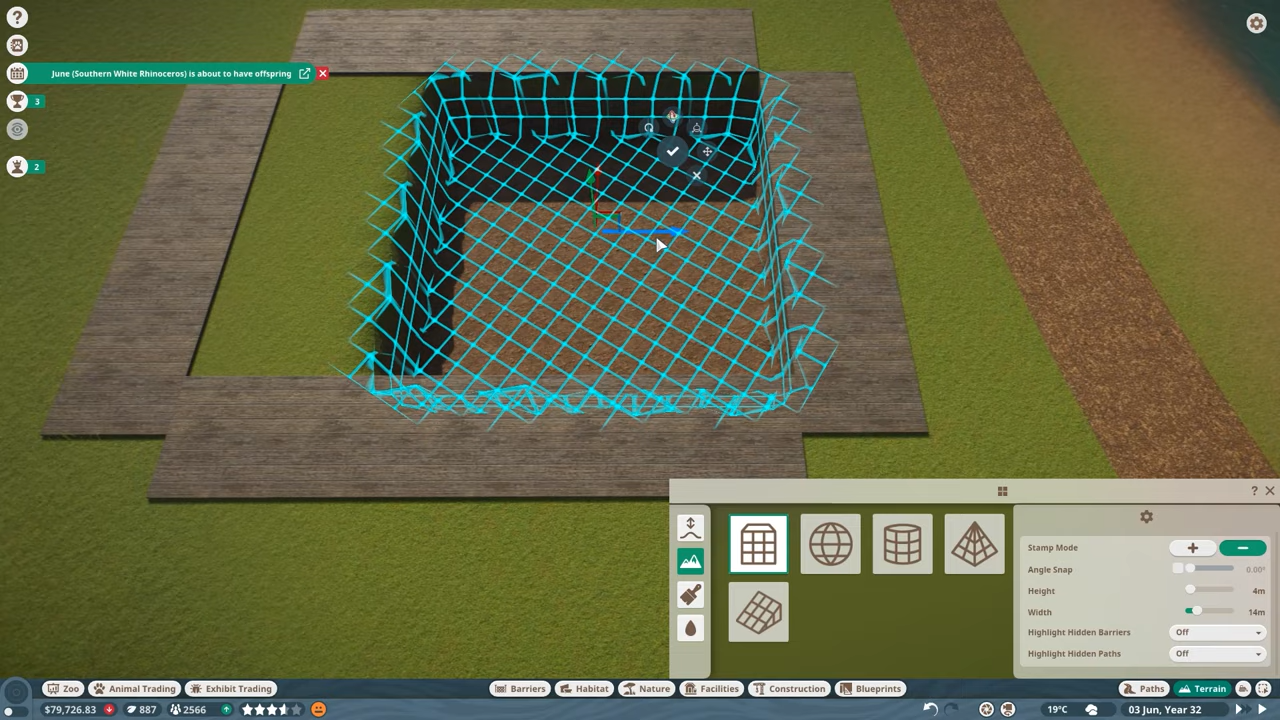 June (Southern White Rhinoceros) is about to have offspring
3
2
Stamp Mode
Angle Snap 0.00°
Height 4m
Width 14m
Highlight Hidden Barriers Off
Highlight Hidden Paths Off
Zoo Animal Trading Exhibit Trading Barriers Habitat Nature Facilities Construction Blueprints Paths Terrain
$79,726.83 887 2566 19°C 03 Jun, Year 32